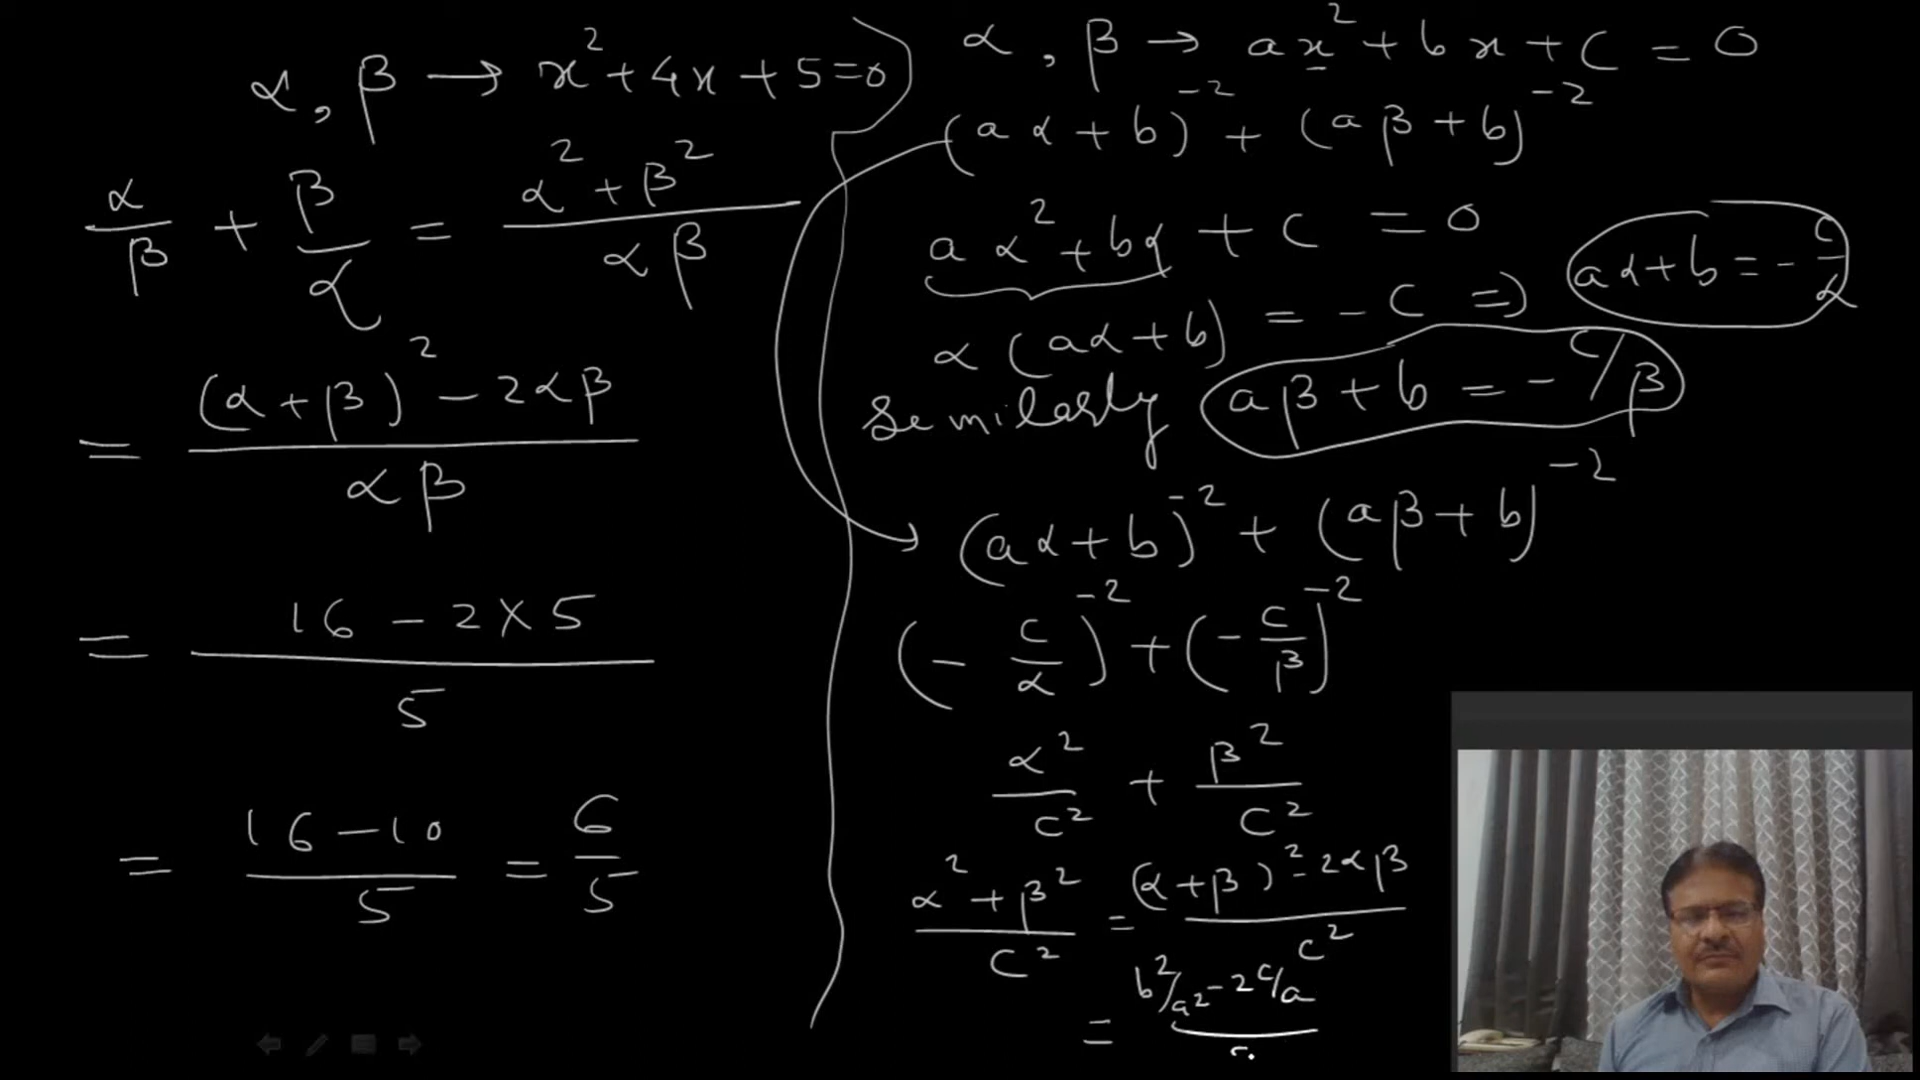 α, β → x² + 4x + 5 = 0
α/β + β/α = (α² + β²)/(αβ)
= ((α + β)² - 2αβ)/(αβ)
= (16 - 2 × 5)/5
= (16 - 10)/5 = 6/5
α, β → ax² + bx + c = 0
(aα + b)⁻² + (aβ + b)⁻²
aα² + bα + c = 0
α(aα + b) = -c ⇒ aα + b = -c/α
Similarly aβ + b = -c/β
(aα + b)⁻² + (aβ + b)⁻²
(-c/α)⁻² + (-c/β)⁻²
α²/c² + β²/c²
(α² + β²)/c² = ((α + β)² - 2αβ)/c²
= b²/a² - 2c/a